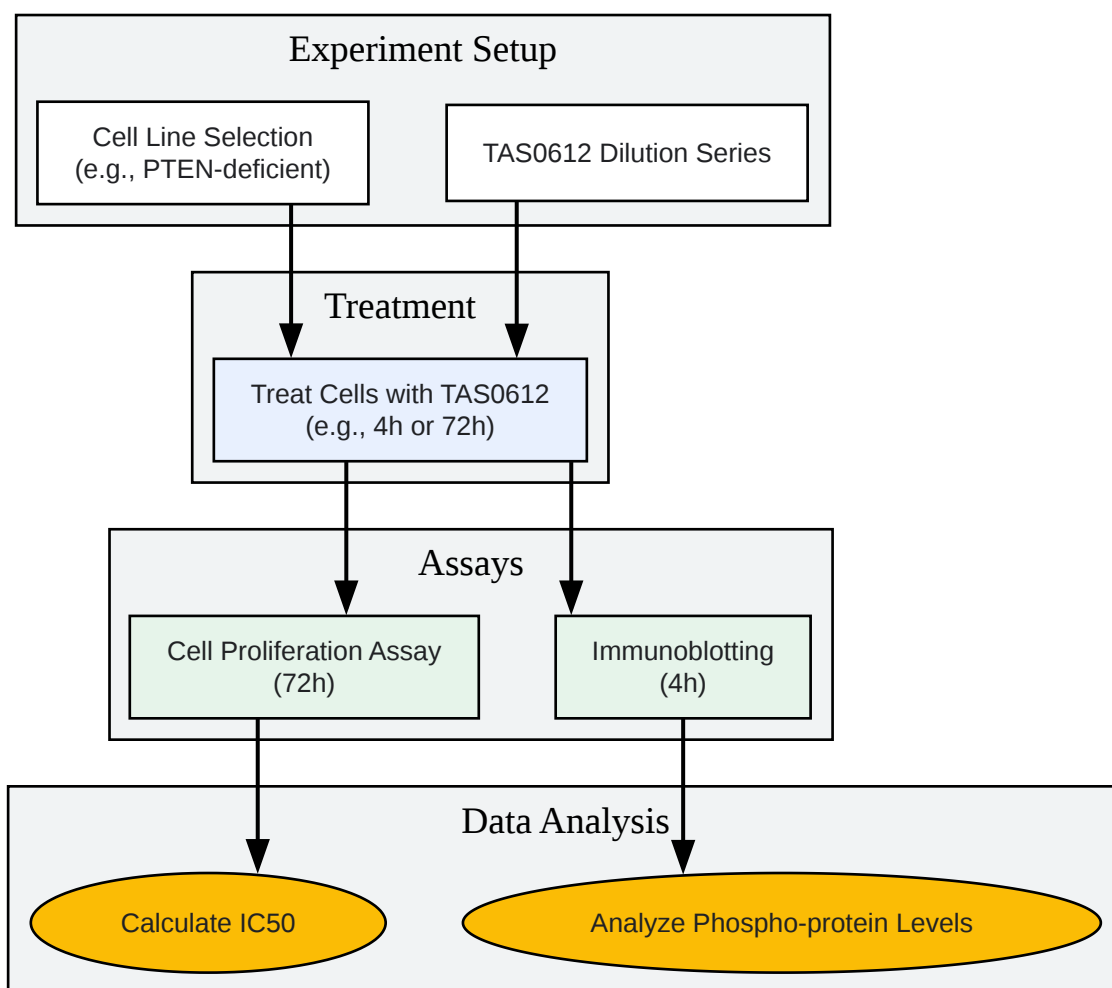 Experiment Setup
Cell Line Selection
(e.g., PTEN-deficient)
TAS0612 Dilution Series
Treatment
Treat Cells with TAS0612
(e.g., 4h or 72h)
Assays
Cell Proliferation Assay
(72h)
Immunoblotting
(4h)
Data Analysis
Calculate IC50
Analyze Phospho-protein Levels